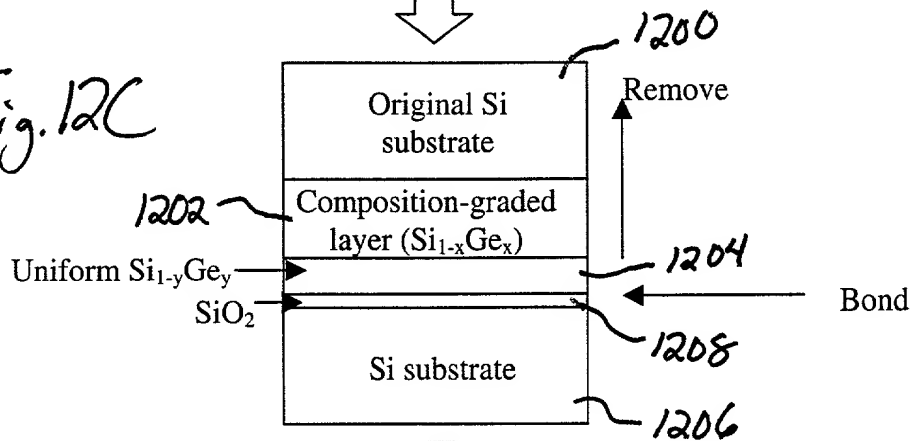 1200
Remove
Original Si
substrate
Fig. 12C
1202
Composition-graded
layer (Si₁₋ₓGeₓ)
1204
Uniform Si₁₋yGey
SiO₂
Bond
1208
Si substrate
1206